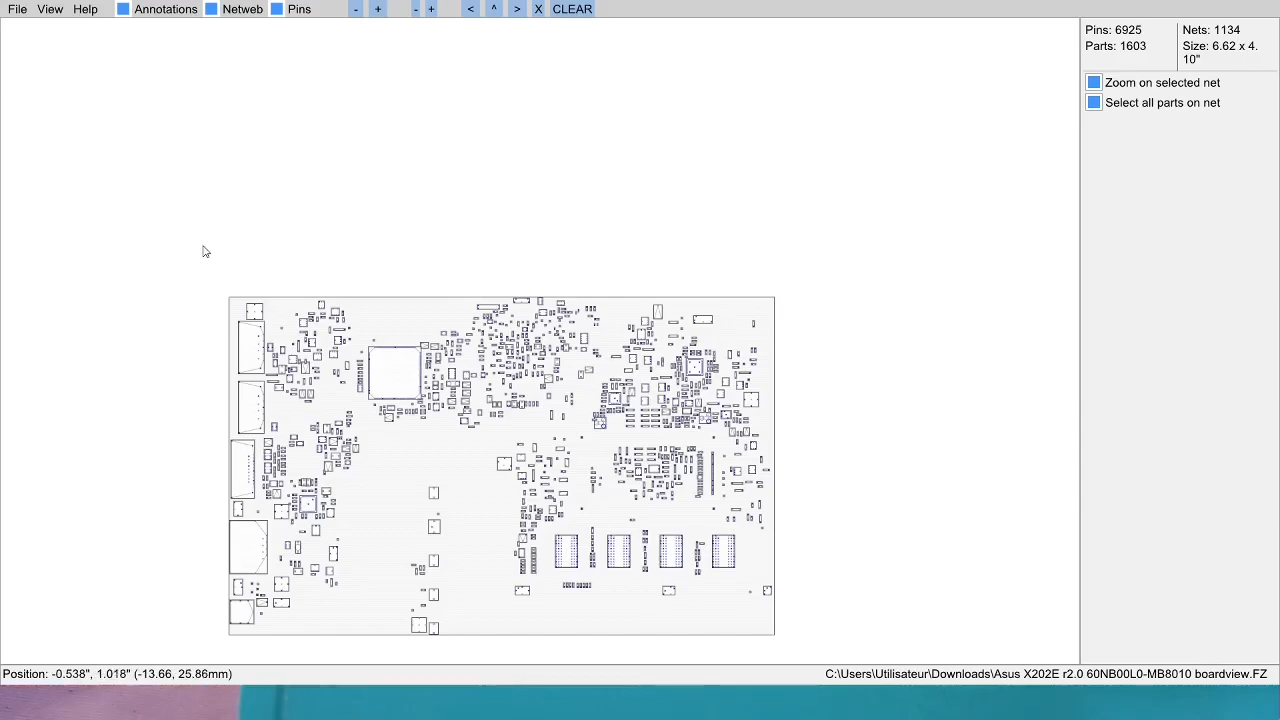 File View Help Annotations Netweb Pins - + - + < ^ > X CLEAR
Pins: 6925
Parts: 1603
Nets: 1134
Size: 6.62 x 4.
10"
Zoom on selected net
Select all parts on net
Position: -0.538", 1.018" (-13.66, 25.86mm)
C:\Users\Utilisateur\Downloads\Asus X202E r2.0 60NB00L0-MB8010 boardview.FZ